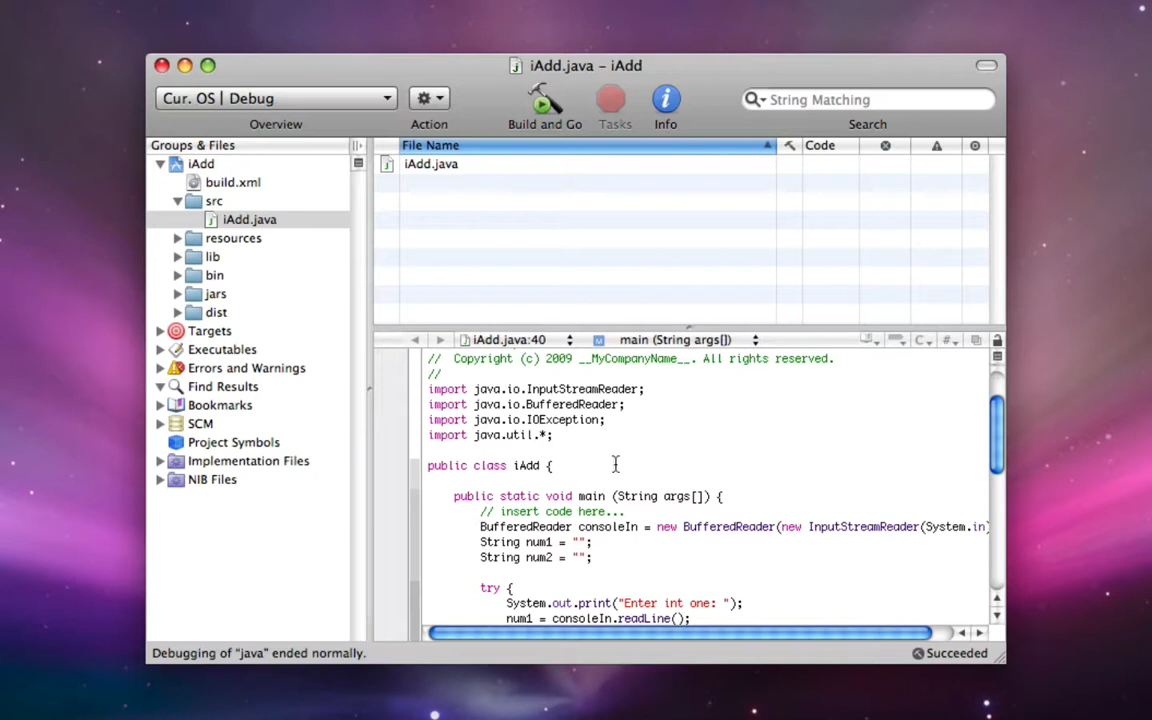 iAdd.java – iAdd
Cur. OS | Debug
String Matching
Overview
Action
Build and Go
Tasks
Info
Search
Groups & Files
iAdd
build.xml
src
iAdd.java
resources
lib
bin
jars
dist
Targets
Executables
Errors and Warnings
Find Results
Bookmarks
SCM
Project Symbols
Implementation Files
NIB Files
File Name
Code
iAdd.java
iAdd.java:40
M
main (String args[])
C
#
// Copyright (c) 2009 __MyCompanyName__. All rights reserved.
//
import java.io.InputStreamReader;
import java.io.BufferedReader;
import java.io.IOException;
import java.util.*;
public class iAdd {
public static void main (String args[]) {
// insert code here...
BufferedReader consoleIn = new BufferedReader(new InputStreamReader(System.in)
String num1 = "";
String num2 = "";
try {
System.out.print("Enter int one: ");
num1 = consoleIn.readLine();
Debugging of "java" ended normally.
Succeeded